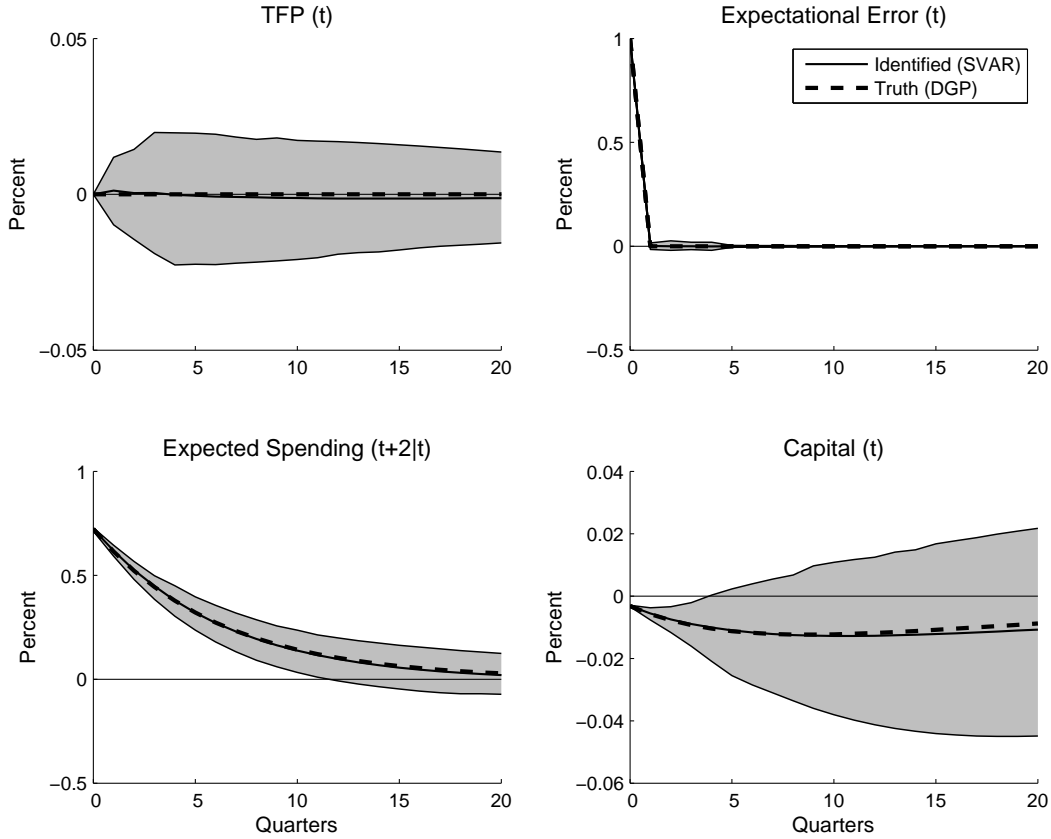 TFP (t)
Percent
0.05
0
−0.05
0 5 10 15 20
Expectational Error (t)
Percent
1
0.5
0
−0.5
0 5 10 15 20
Identified (SVAR)
Truth (DGP)
Expected Spending (t+2|t)
Percent
1
0.5
0
−0.5
0 5 10 15 20
Quarters
Capital (t)
Percent
0.04
0.02
0
−0.02
−0.04
−0.06
0 5 10 15 20
Quarters